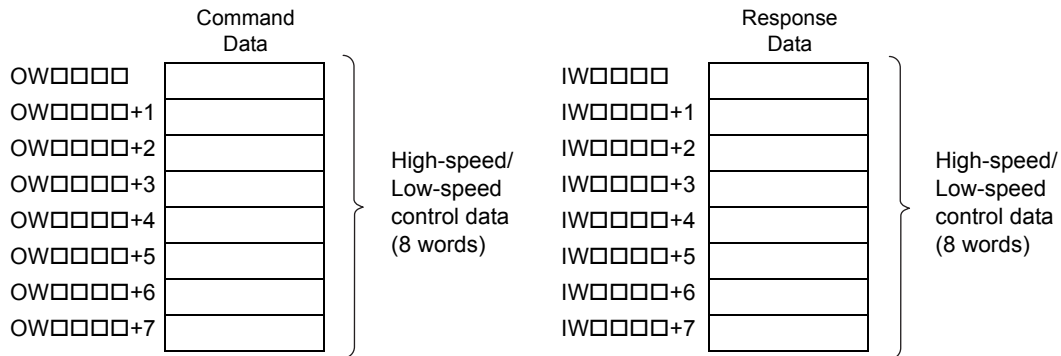 Command
Data
OW□□□□
OW□□□□+1
OW□□□□+2
OW□□□□+3
OW□□□□+4
OW□□□□+5
OW□□□□+6
OW□□□□+7
High-speed/
Low-speed
control data
(8 words)
Response
Data
IW□□□□
IW□□□□+1
IW□□□□+2
IW□□□□+3
IW□□□□+4
IW□□□□+5
IW□□□□+6
IW□□□□+7
High-speed/
Low-speed
control data
(8 words)